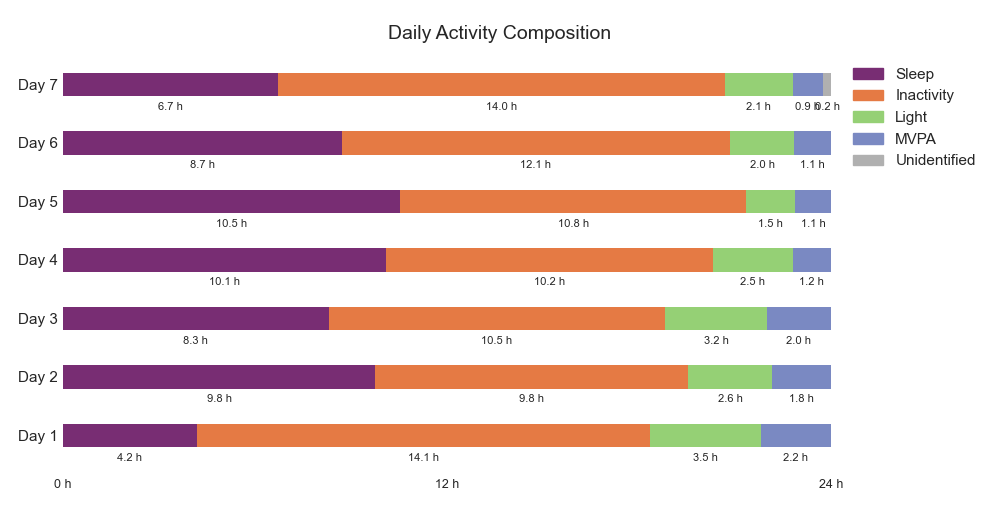 Daily Activity Composition
Day 7
6.7 h 14.0 h 2.1 h 0.9 h 0.2 h
Day 6
8.7 h 12.1 h 2.0 h 1.1 h
Day 5
10.5 h 10.8 h 1.5 h 1.1 h
Day 4
10.1 h 10.2 h 2.5 h 1.2 h
Day 3
8.3 h 10.5 h 3.2 h 2.0 h
Day 2
9.8 h 9.8 h 2.6 h 1.8 h
Day 1
4.2 h 14.1 h 3.5 h 2.2 h
0 h 12 h 24 h
Sleep
Inactivity
Light
MVPA
Unidentified